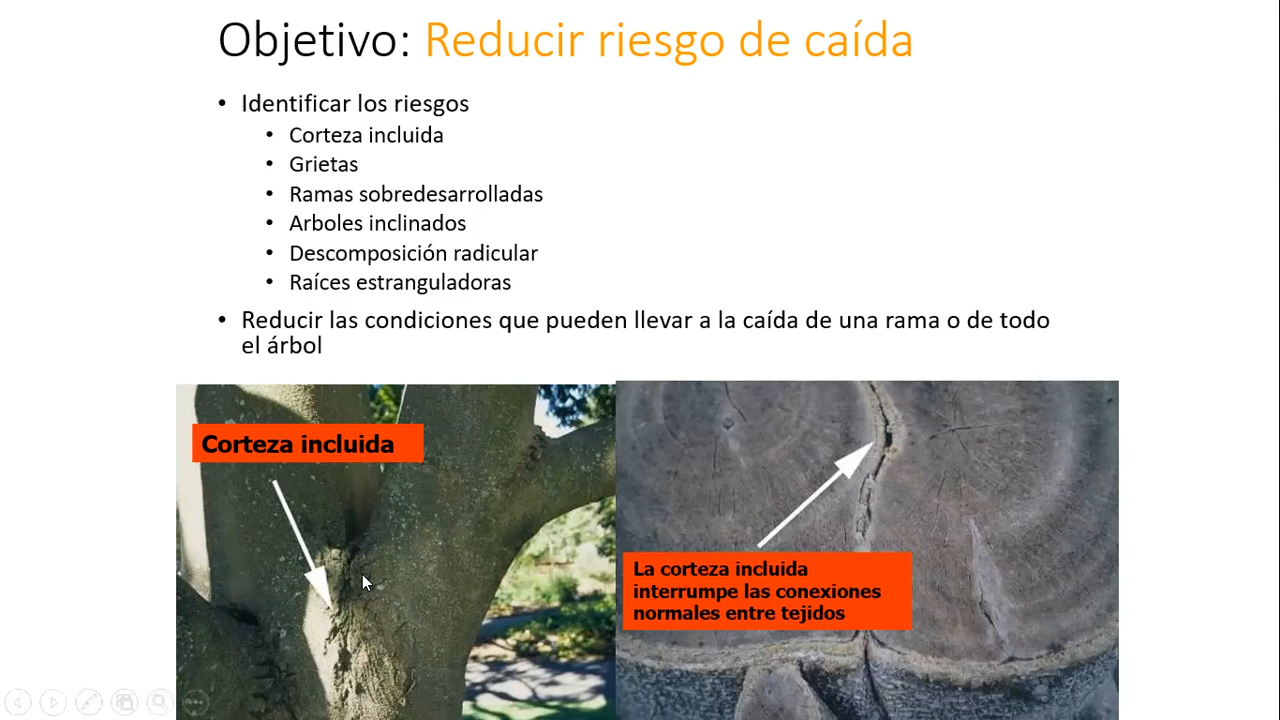 Objetivo: Reducir riesgo de caída
• Identificar los riesgos
• Corteza incluida
• Grietas
• Ramas sobredesarrolladas
• Arboles inclinados
• Descomposición radicular
• Raíces estranguladoras
• Reducir las condiciones que pueden llevar a la caída de una rama o de todo
el árbol
Corteza incluida
La corteza incluida
interrumpe las conexiones
normales entre tejidos